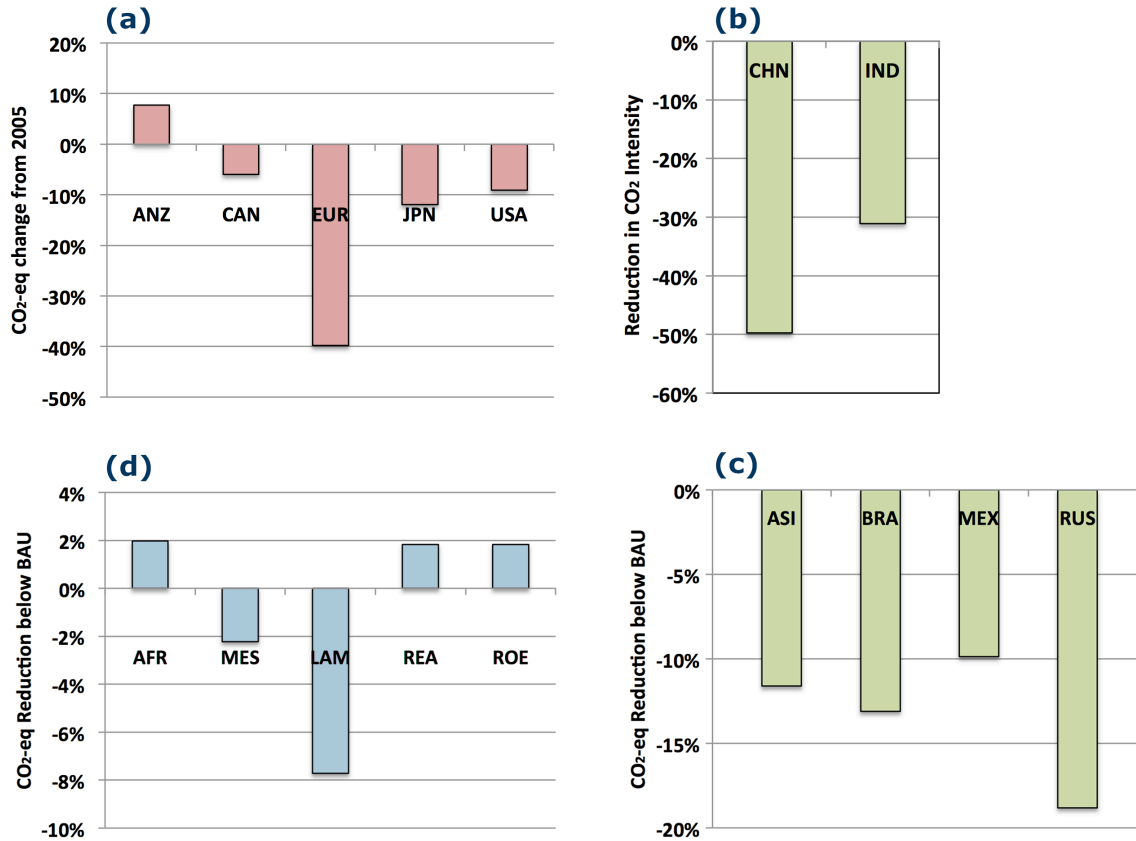 (a)
CO₂-eq change from 2005
20%
10%
0%
-10%
-20%
-30%
-40%
-50%
ANZ CAN EUR JPN USA
(b)
Reduction in CO₂ Intensity
0%
-10%
-20%
-30%
-40%
-50%
-60%
CHN IND
(d)
CO₂-eq Reduction below BAU
4%
2%
0%
-2%
-4%
-6%
-8%
-10%
AFR MES LAM REA ROE
(c)
CO₂-eq Reduction below BAU
0%
-5%
-10%
-15%
-20%
ASI BRA MEX RUS